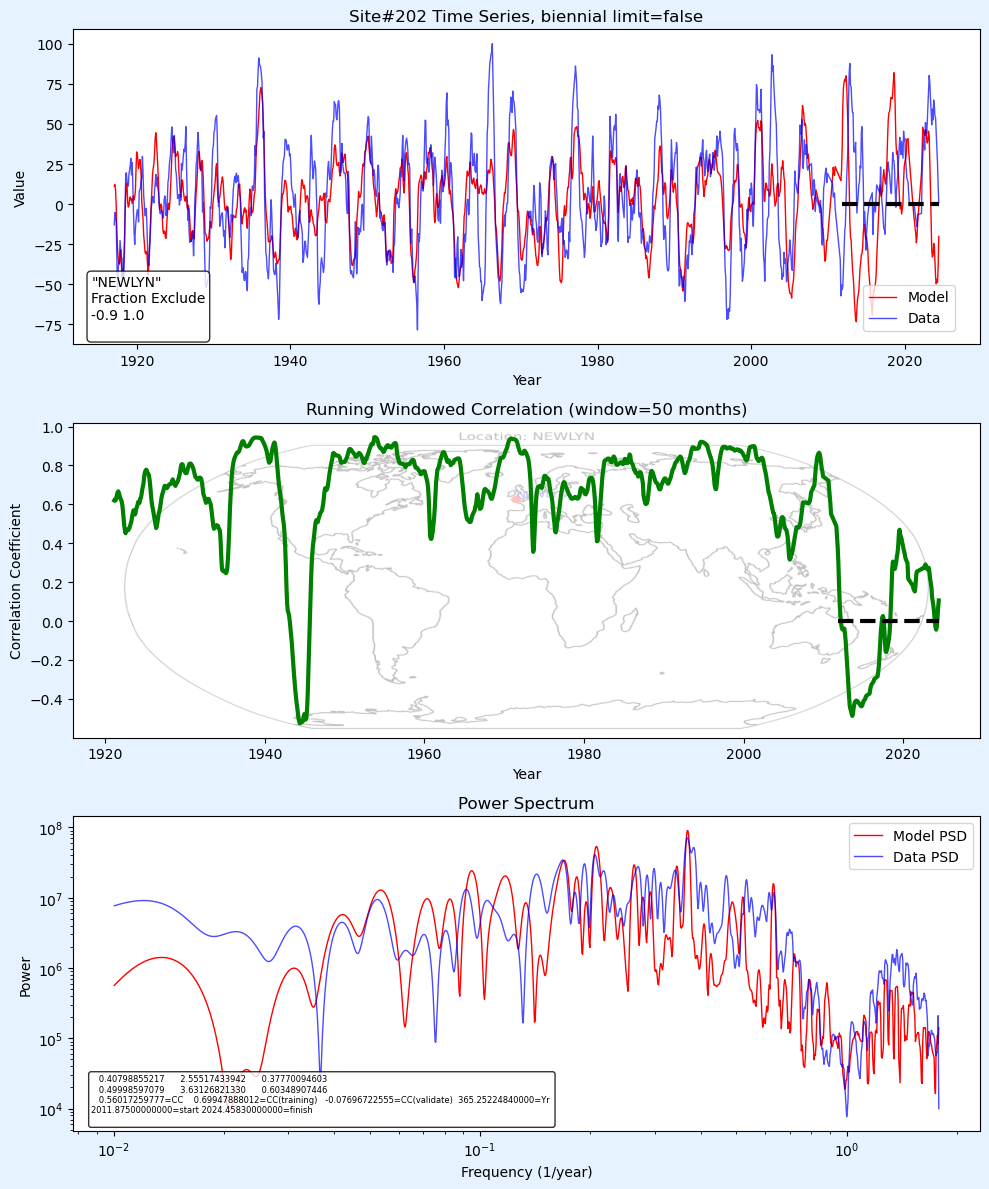 Site#202 Time Series, biennial limit=false
100
75
50
25
0
−25
−50
−75
Value
"NEWLYN"
Fraction Exclude
-0.9 1.0
Model
Data
1920
1940
1960
1980
2000
2020
Year
Running Windowed Correlation (window=50 months)
Location: NEWLYN
1.0
0.8
0.6
0.4
0.2
0.0
−0.2
−0.4
Correlation Coefficient
1920
1940
1960
1980
2000
2020
Year
Power Spectrum
10^8
10^7
10^6
10^5
10^4
Power
Model PSD
Data PSD
0.40798855217 2.55517433942 0.37770094603
0.49998597079 3.63126821330 0.60348907446
0.56017259777=CC 0.69947888012=CC(training) -0.07696722559=CC(validate) 365.25224840000=Yr
2011.87500000000=start 2024.45830000000=finish
10^−2
10^−1
10^0
Frequency (1/year)